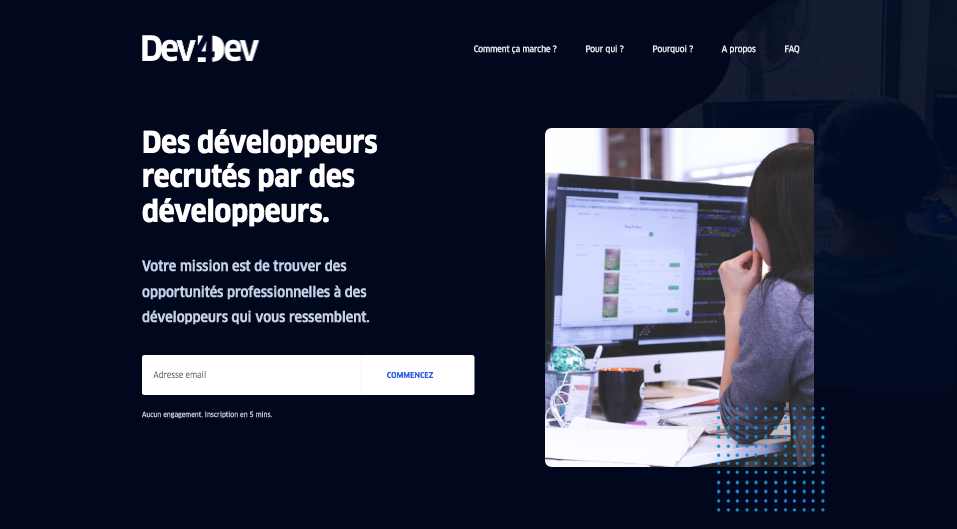 Dev4Dev
Comment ça marche ?
Pour qui ?
Pourquoi ?
A propos
FAQ
Des développeurs
recrutés par des
développeurs.
Votre mission est de trouver des
opportunités professionnelles à des
développeurs qui vous ressemblent.
Adresse email
COMMENCEZ
Aucun engagement. Inscription en 5 mins.